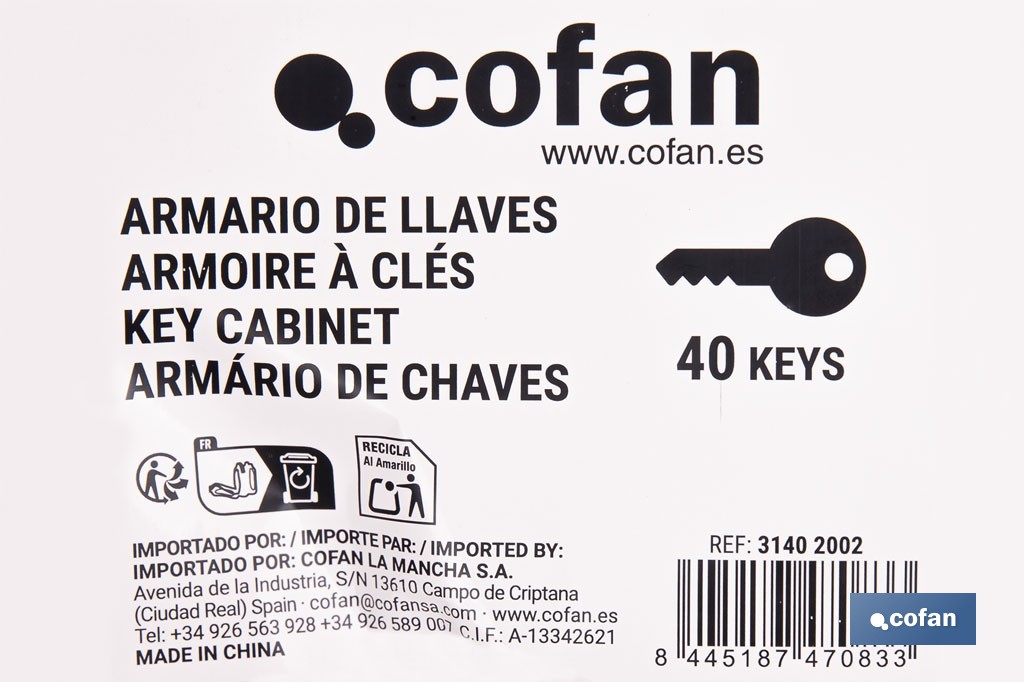 cofan
www.cofan.es
ARMARIO DE LLAVES
ARMOIRE À CLÉS
KEY CABINET
ARMÁRIO DE CHAVES
40 KEYS
FR
RECICLA
Al Amarillo
IMPORTADO POR: / IMPORTE PAR: / IMPORTED BY:
IMPORTADO POR: COFAN LA MANCHA S.A.
Avenida de la Industria, S/N 13610 Campo de Criptana
(Ciudad Real) Spain · cofan@cofansa.com · www.cofan.es
Tel: +34 926 563 928 +34 926 589 007 C.I.F.: A-13342621
MADE IN CHINA
REF: 3140 2002
8 445187 470833
cofan